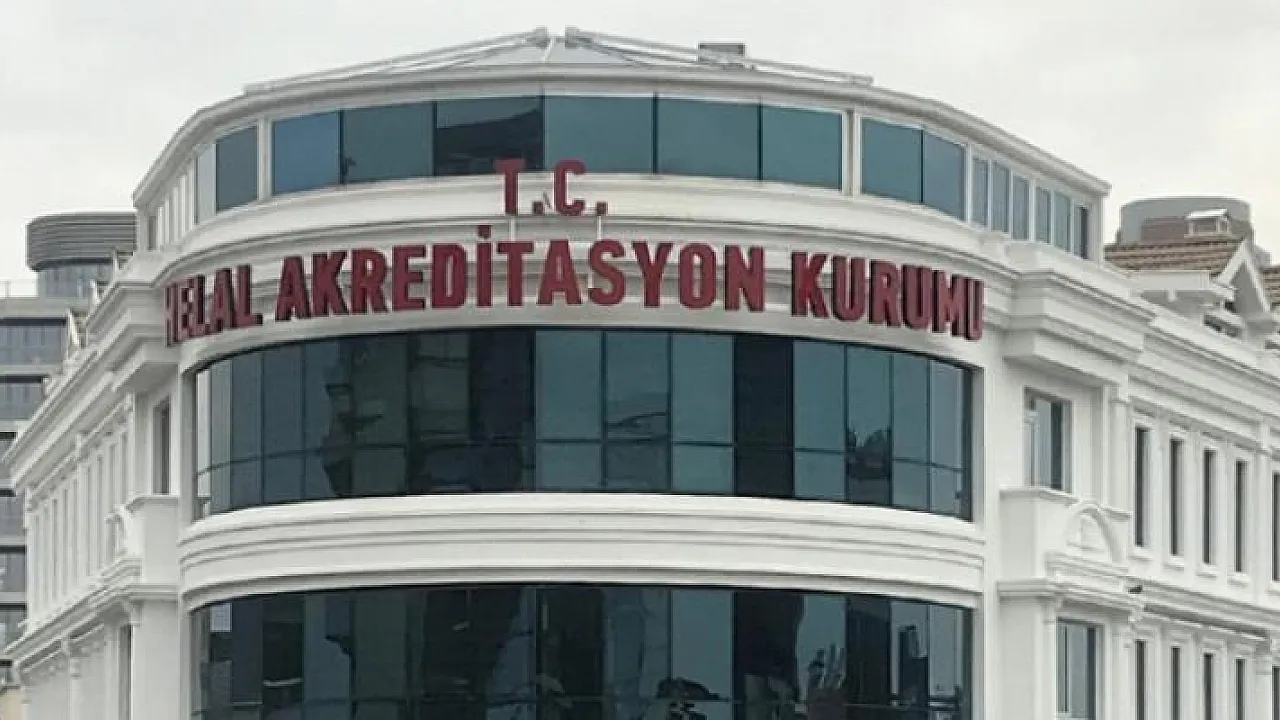 T.C.
HELAL AKREDİTASYON KURUMU